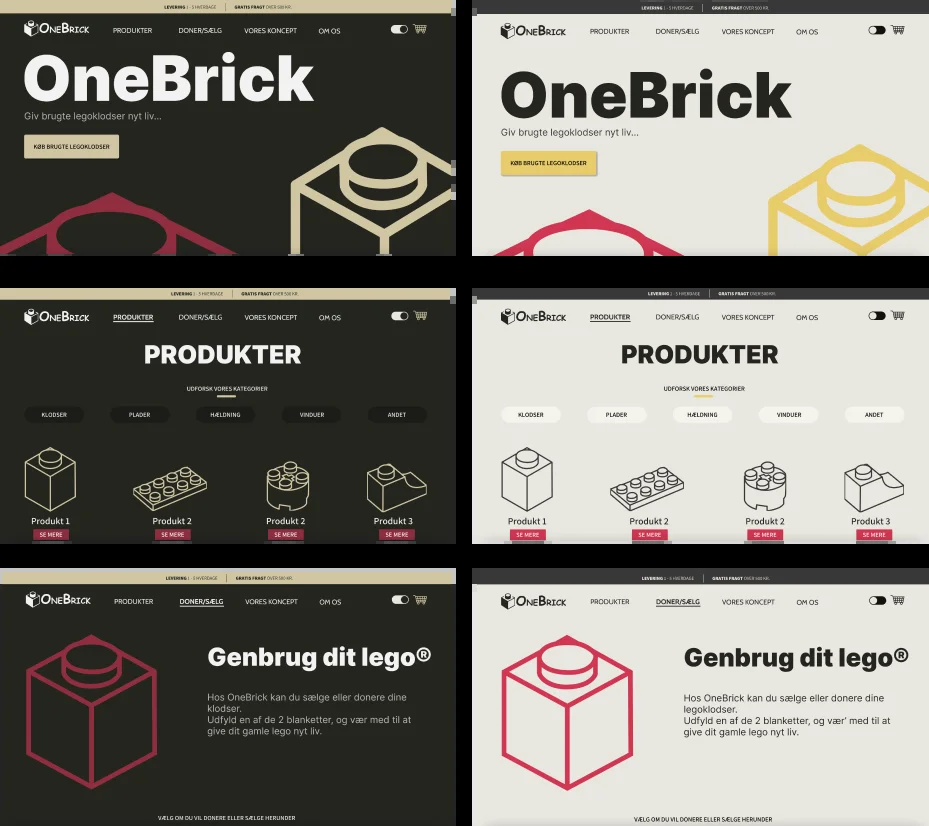 LEVERING 1 - 3 HVERDAGE GRATIS FRAGT OVER 500 KR.
ONEBRICK PRODUKTER DONER/SÆLG VORES KONCEPT OM OS
OneBrick
Giv brugte legoklodser nyt liv...
KØB BRUGTE LEGOKLODSER
LEVERING 1 - 3 HVERDAGE GRATIS FRAGT OVER 500 KR.
ONEBRICK PRODUKTER DONER/SÆLG VORES KONCEPT OM OS
OneBrick
Giv brugte legoklodser nyt liv...
KØB BRUGTE LEGOKLODSER
LEVERING 1 - 3 HVERDAGE GRATIS FRAGT OVER 500 KR.
ONEBRICK PRODUKTER DONER/SÆLG VORES KONCEPT OM OS
PRODUKTER
UDFORSK VORES KATEGORIER
KLODSER PLADER HÆLDNING VINDUER ANDET
Produkt 1 Produkt 2 Produkt 2 Produkt 3
SE MERE SE MERE SE MERE SE MERE
LEVERING 1 - 3 HVERDAGE GRATIS FRAGT OVER 500 KR.
ONEBRICK PRODUKTER DONER/SÆLG VORES KONCEPT OM OS
PRODUKTER
UDFORSK VORES KATEGORIER
KLODSER PLADER HÆLDNING VINDUER ANDET
Produkt 1 Produkt 2 Produkt 2 Produkt 3
SE MERE SE MERE SE MERE SE MERE
LEVERING 1 - 3 HVERDAGE GRATIS FRAGT OVER 500 KR.
ONEBRICK PRODUKTER DONER/SÆLG VORES KONCEPT OM OS
Genbrug dit lego®
Hos OneBrick kan du sælge eller donere dine
klodser.
Udfyld en af de 2 blanketter, og vær med til at
give dit gamle lego nyt liv.
VÆLG OM DU VIL DONERE ELLER SÆLGE HERUNDER
LEVERING 1 - 3 HVERDAGE GRATIS FRAGT OVER 500 KR.
ONEBRICK PRODUKTER DONER/SÆLG VORES KONCEPT OM OS
Genbrug dit lego®
Hos OneBrick kan du sælge eller donere dine
legoklodser.
Udfyld en af de 2 blanketter, og vær' med til at
give dit gamle lego nyt liv.
VÆLG OM DU VIL DONERE ELLER SÆLGE HERUNDER